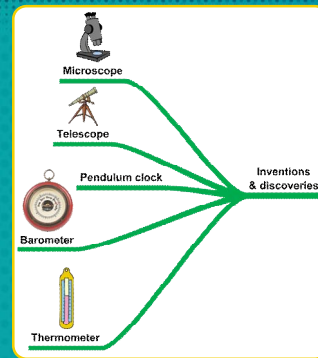 Microscope
Telescope
Pendulum clock
Inventions
& discoveries
Barometer
Thermometer